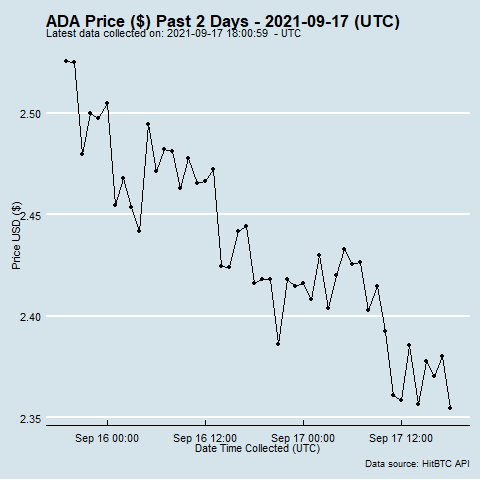 ADA Price ($) Past 2 Days - 2021-09-17 (UTC)
Latest data collected on: 2021-09-17 18:00:59 - UTC
Price USD ($)
2.50
2.45
2.40
2.35
Sep 16 00:00 Sep 16 12:00 Sep 17 00:00 Sep 17 12:00
Date Time Collected (UTC)
Data source: HitBTC API